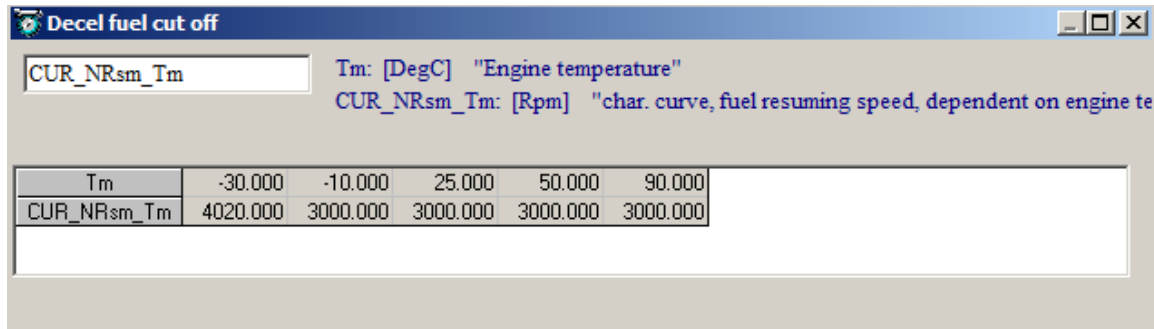 Decel fuel cut off
CUR_NRsm_Tm
Tm: [DegC] "Engine temperature"
CUR_NRsm_Tm: [Rpm] "char. curve, fuel resuming speed, dependent on engine te
Tm -30.000 -10.000 25.000 50.000 90.000
CUR_NRsm_Tm 4020.000 3000.000 3000.000 3000.000 3000.000